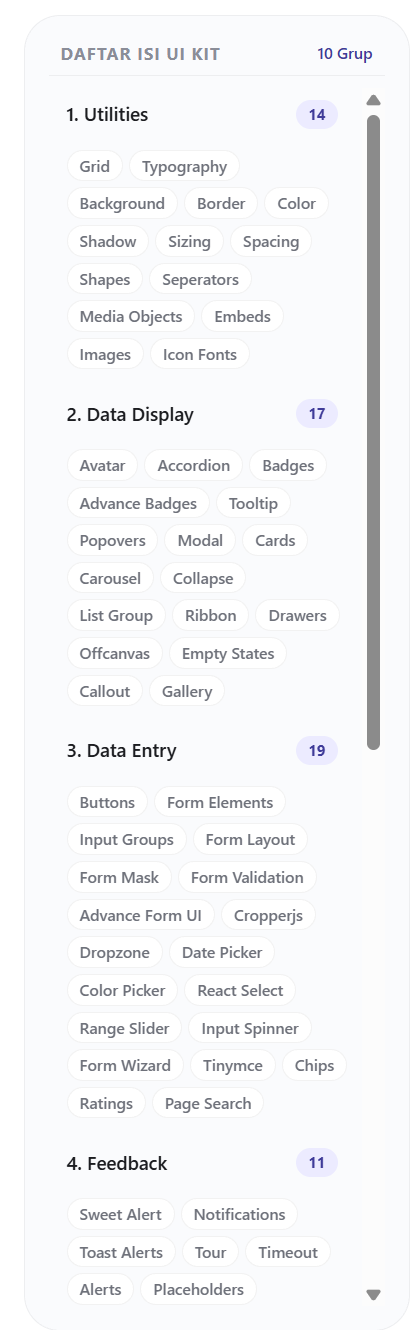 DAFTAR ISI UI KIT 10 Grup
1. Utilities 14
Grid Typography
Background Border Color
Shadow Sizing Spacing
Shapes Seperators
Media Objects Embeds
Images Icon Fonts
2. Data Display 17
Avatar Accordion Badges
Advance Badges Tooltip
Popovers Modal Cards
Carousel Collapse
List Group Ribbon Drawers
Offcanvas Empty States
Callout Gallery
3. Data Entry 19
Buttons Form Elements
Input Groups Form Layout
Form Mask Form Validation
Advance Form UI Cropperjs
Dropzone Date Picker
Color Picker React Select
Range Slider Input Spinner
Form Wizard Tinymce Chips
Ratings Page Search
4. Feedback 11
Sweet Alert Notifications
Toast Alerts Tour Timeout
Alerts Placeholders